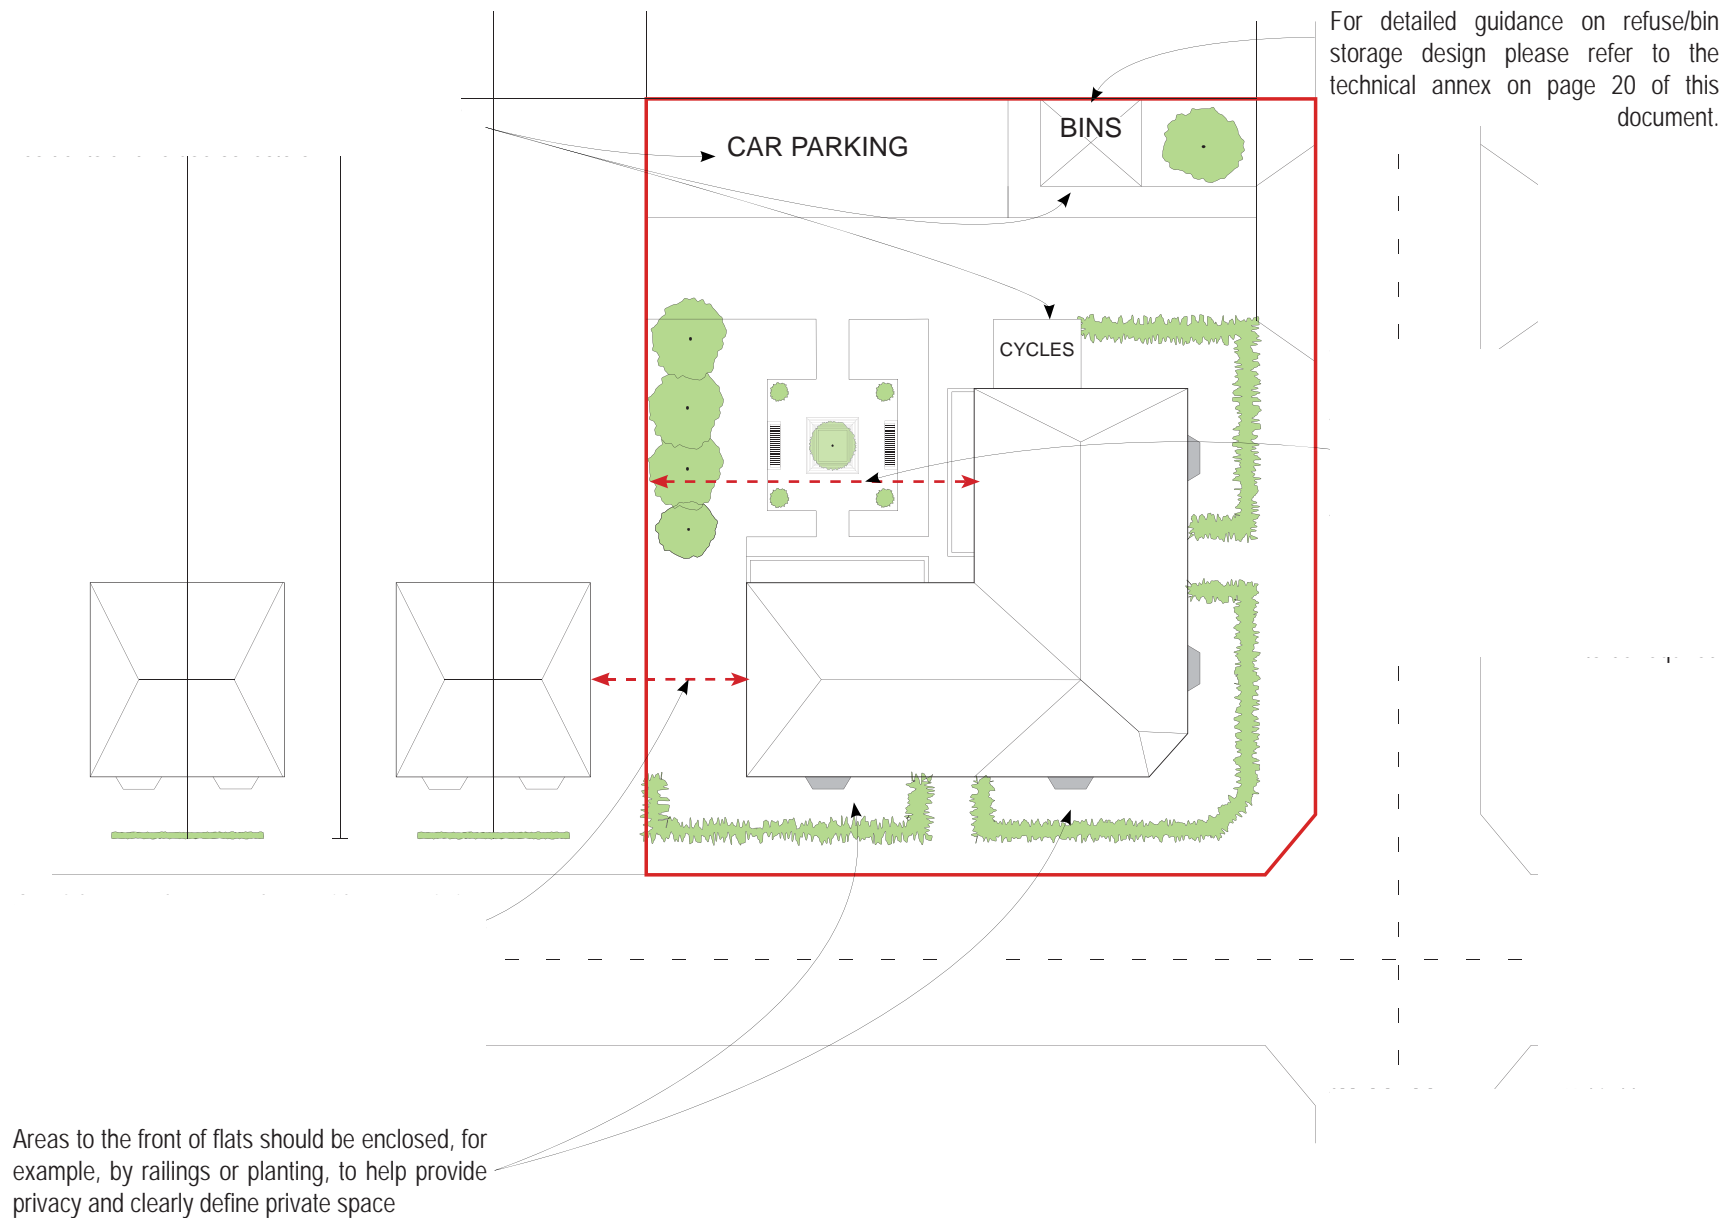 For detailed guidance on refuse/bin
storage design please refer to the
technical annex on page 20 of this
document.
CAR PARKING
BINS
CYCLES
Areas to the front of flats should be enclosed, for
example, by railings or planting, to help provide
privacy and clearly define private space